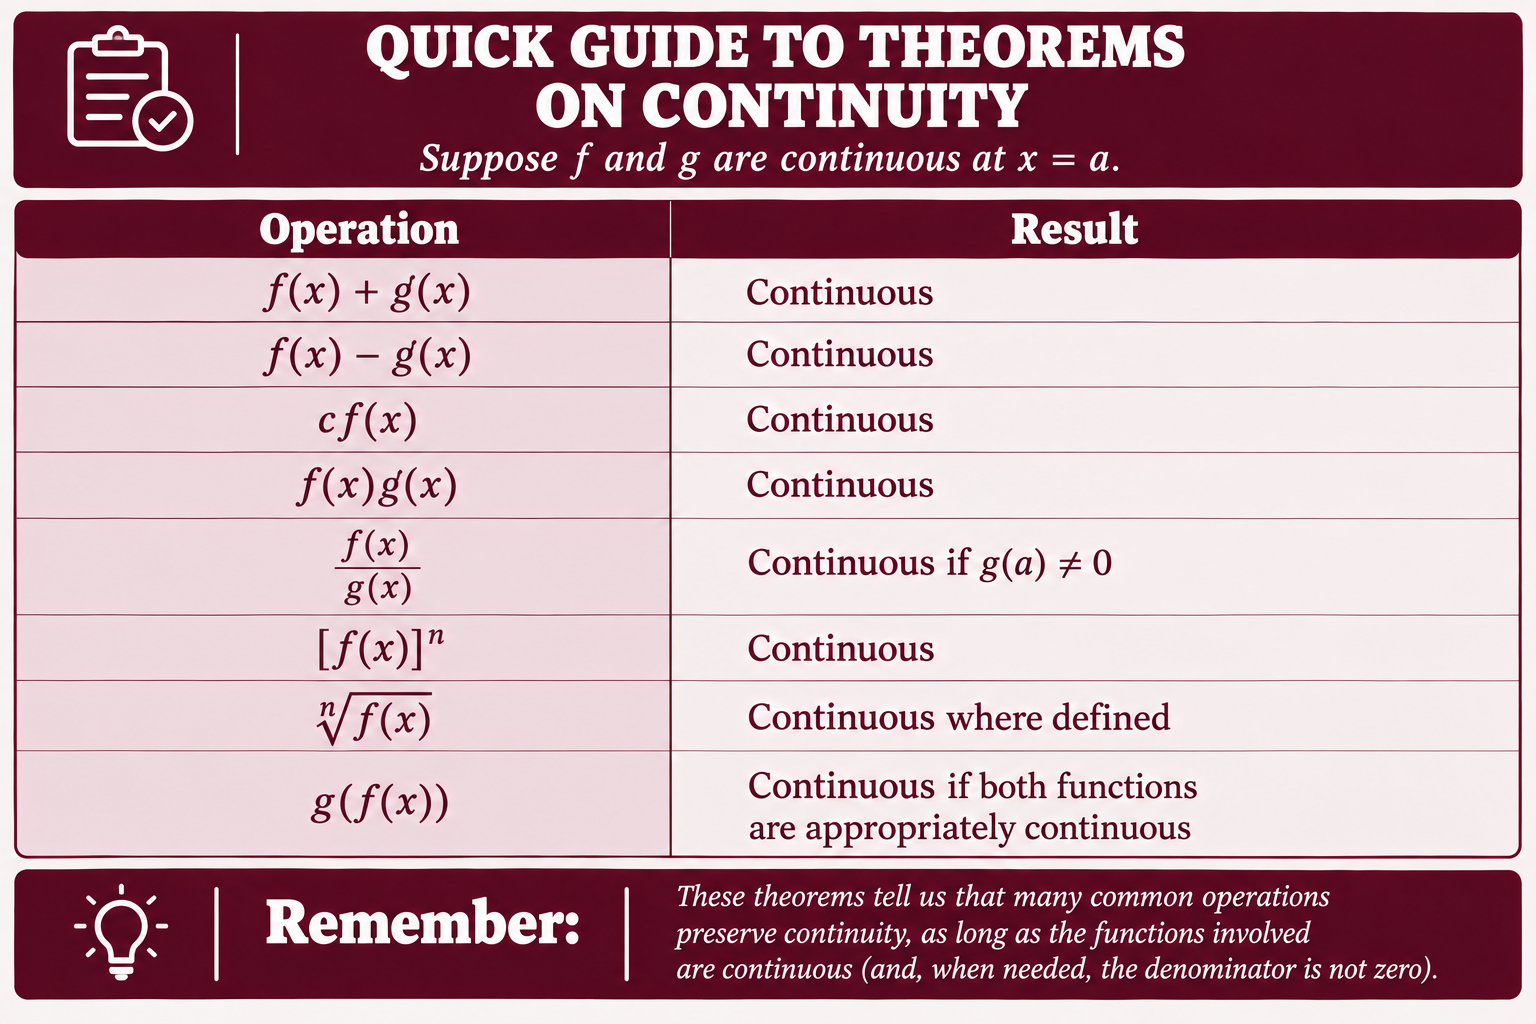 QUICK GUIDE TO THEOREMS
ON CONTINUITY
Suppose f and g are continuous at x = a.
Operation Result
f(x) + g(x) Continuous
f(x) − g(x) Continuous
cf(x) Continuous
f(x)g(x) Continuous
f(x)/g(x) Continuous if g(a) ≠ 0
[f(x)]ⁿ Continuous
ⁿ√f(x) Continuous where defined
g(f(x)) Continuous if both functions
are appropriately continuous
Remember:
These theorems tell us that many common operations
preserve continuity, as long as the functions involved
are continuous (and, when needed, the denominator is not zero).